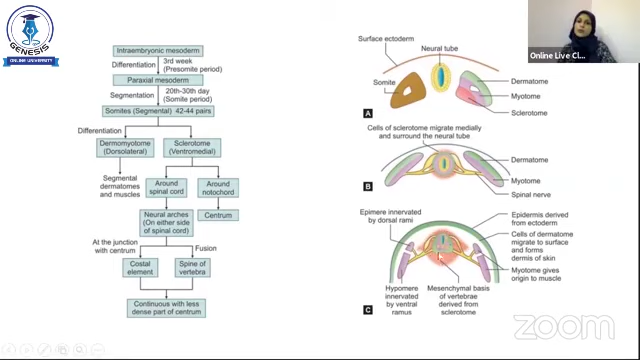 GENESIS
ONLINE UNIVERSITY
Intraembryonic mesoderm
Differentiation
3rd week
(Presomite period)
Paraxial mesoderm
Segmentation
20th-30th day
(Somite period)
Somites (Segmental) 42-44 pairs
Differentiation
Dermomyotome
(Dorsolateral)
Sclerotome
(Ventromedial)
Segmental
dermatomes
and muscles
Around
spinal cord
Around
notochord
Neural arches
(On either side
of spinal cord)
Centrum
At the junction
with centrum
Fusion
Costal
element
Spine of
vertebra
Continuous with less
dense part of centrum
Surface ectoderm
Neural tube
Somite
Dermatome
Myotome
Sclerotome
A
Cells of sclerotome migrate medially
and surround the neural tube
Dermatome
Myotome
Spinal nerve
B
Epimere innervated
by dorsal rami
Epidermis derived
from ectoderm
Cells of dermatome
migrate to surface
and forms
dermis of skin
Myotome gives
origin to muscle
Hypomere
innervated
by ventral
ramus
Mesenchymal basis
of vertebrae
derived from
sclerotome
C
Online Live Cl...
zoom